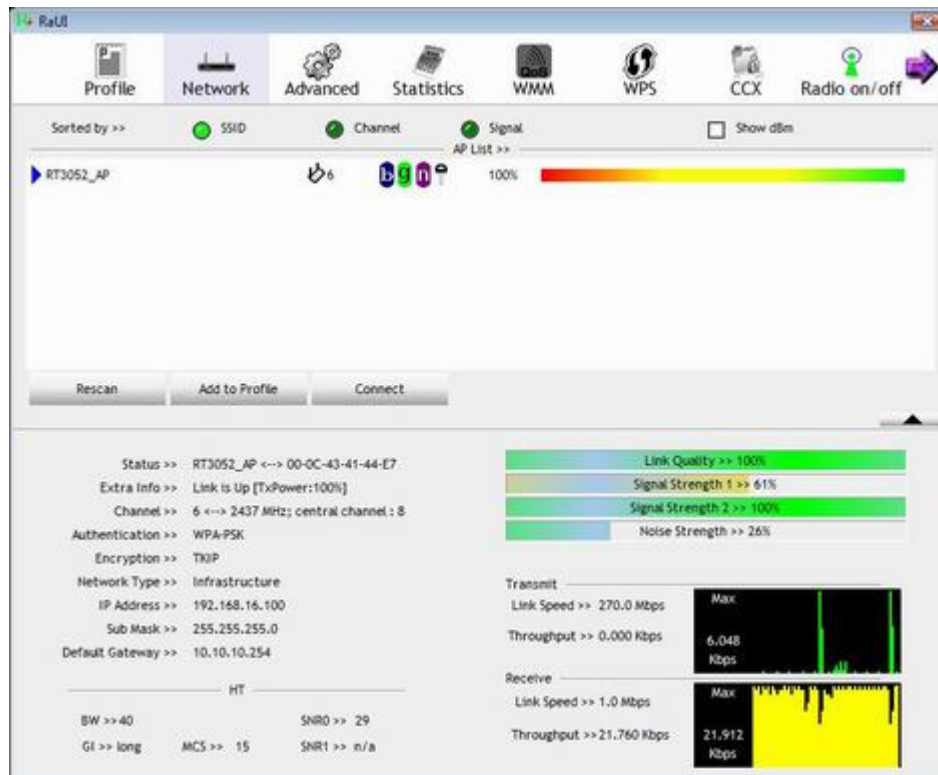 RaUI
Profile Network Advanced Statistics WMM WPS CCX Radio on/off
P
QoS
Sorted by >> SSID Channel Signal Show dBm
AP List >>
RT3052_AP 6 b g n 100%
Rescan Add to Profile Connect
Status >> RT3052_AP <--> 00-0C-43-41-44-E7
Extra Info >> Link is Up [TxPower:100%]
Channel >> 6 <--> 2437 MHz; central channel : 8
Authentication >> WPA-PSK
Encryption >> TKIP
Network Type >> Infrastructure
IP Address >> 192.168.16.100
Sub Mask >> 255.255.255.0
Default Gateway >> 10.10.10.254
HT
BW >> 40 SNR0 >> 29
GI >> long MCS >> 15 SNR1 >> n/a
Link Quality >> 100%
Signal Strength 1 >> 61%
Signal Strength 2 >> 100%
Noise Strength >> 26%
Transmit
Link Speed >> 270.0 Mbps
Throughput >> 0.000 Kbps
Max
6.048
Kbps
Receive
Link Speed >> 1.0 Mbps
Throughput >> 21.760 Kbps
Max
21.912
Kbps